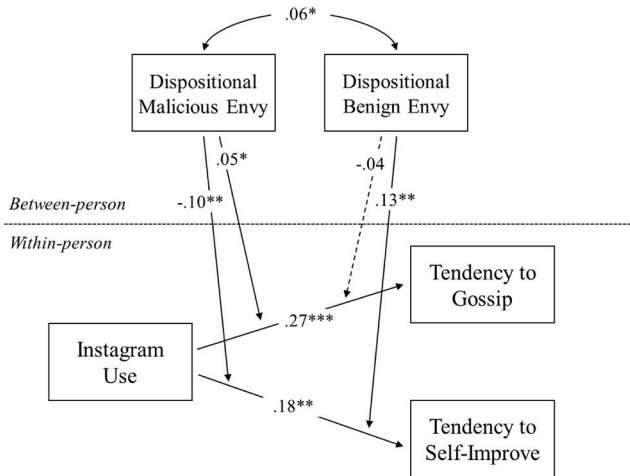 .06*
Dispositional
Malicious Envy
Dispositional
Benign Envy
.05*
-.04
-.10**
.13**
Between-person
Within-person
Tendency to
Gossip
.27***
Instagram
Use
.18**
Tendency to
Self-Improve